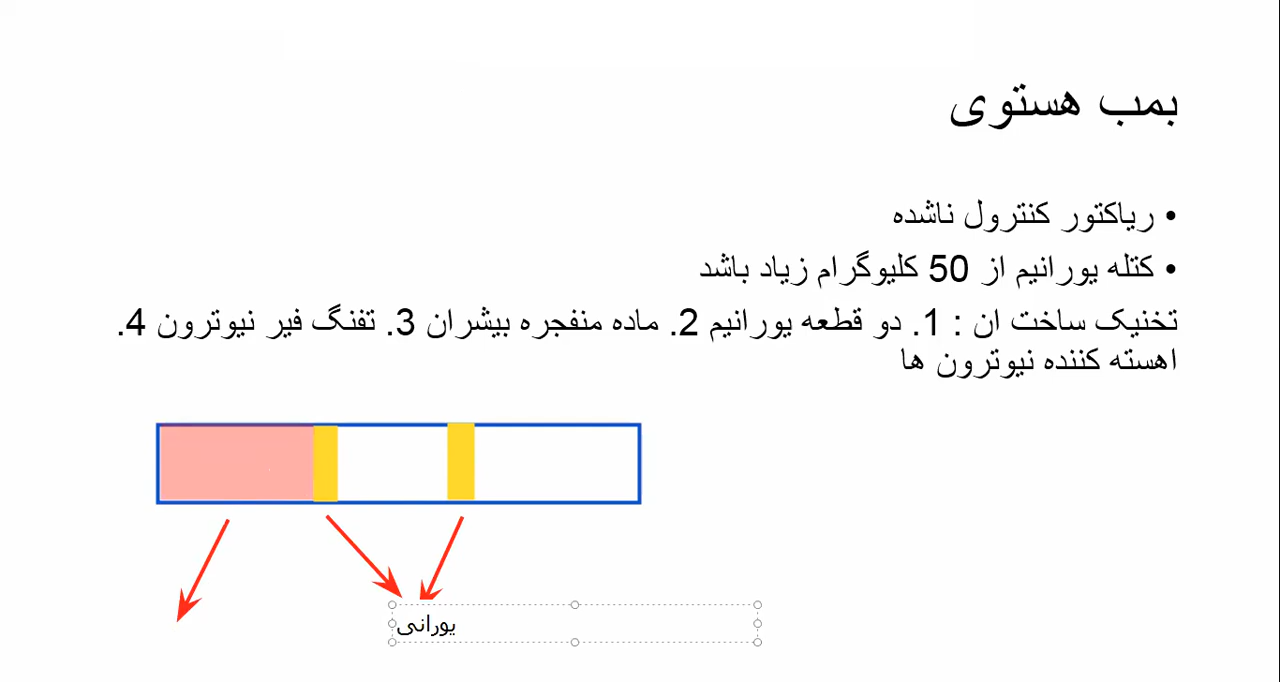 بمب هستوی
• ریاکتور کنترول ناشده
• کتله یورانیم از 50 کلیوگرام زیاد باشد
تخنیک ساخت ان : 1. دو قطعه یورانیم 2. ماده منفجره بیشران 3. تفنگ فیر نیوترون 4.
اهسته کننده نیوترون ها
یورانی